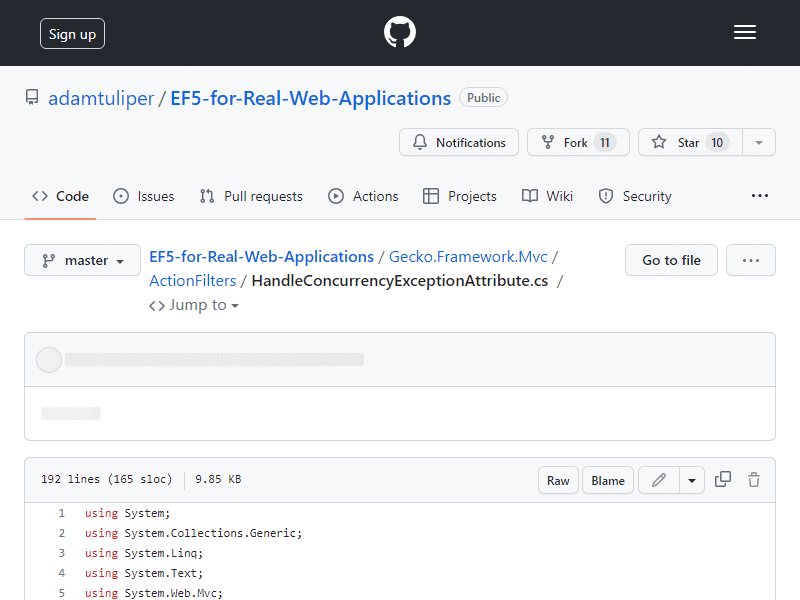 Sign up
adamtuliper / EF5-for-Real-Web-Applications Public
Notifications Fork 11 Star 10
Code Issues Pull requests Actions Projects Wiki Security
master EF5-for-Real-Web-Applications / Gecko.Framework.Mvc / Go to file
ActionFilters / HandleConcurrencyExceptionAttribute.cs /
Jump to
192 lines (165 sloc) 9.85 KB Raw Blame
1 using System;
2 using System.Collections.Generic;
3 using System.Linq;
4 using System.Text;
5 using System.Web.Mvc;